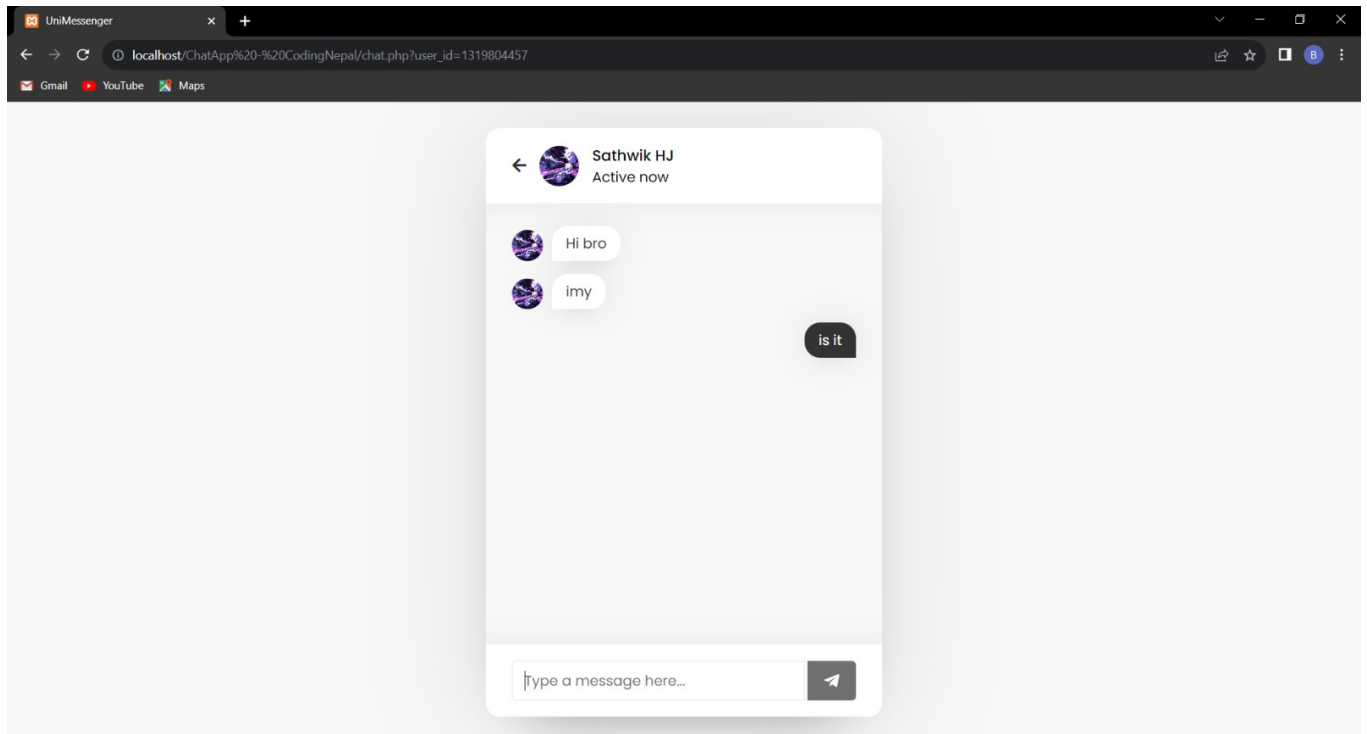 UniMessenger
localhost/ChatApp%20-%20CodingNepal/chat.php?user_id=1319804457
B
Gmail YouTube Maps
Sathwik HJ
Active now
Hi bro
imy
is it
Type a message here...